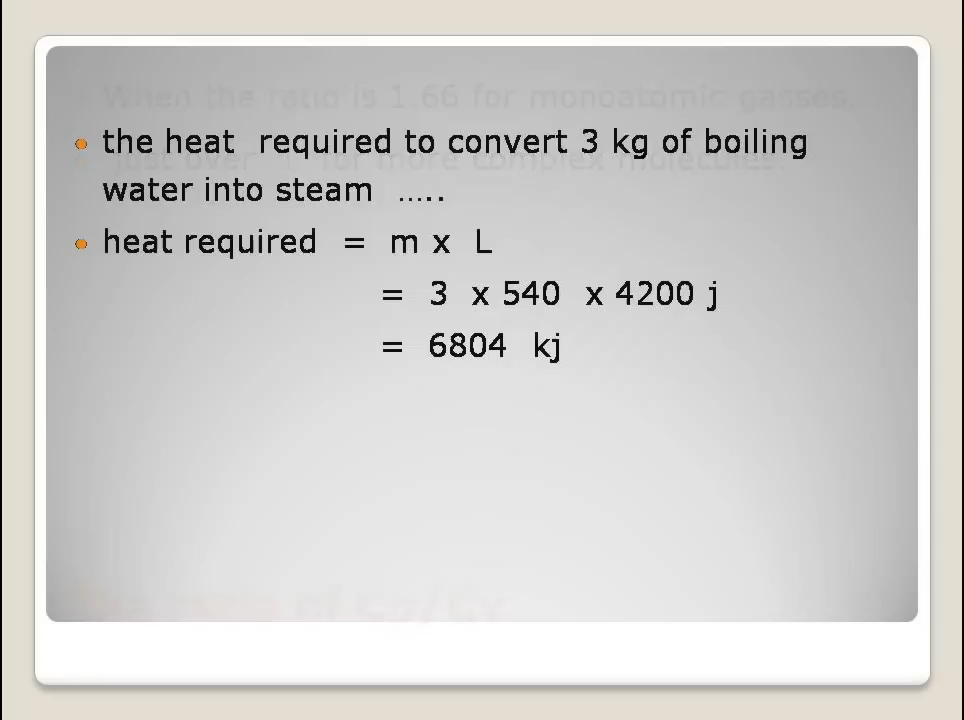 When the ratio is 1.66 for monoatomic gasses.
the heat required to convert 3 kg of boiling
just over 1 for more complex molecules.
water into steam …..
heat required = m x L
= 3 x 540 x 4200 j
= 6804 kj
The ratio of Cp/Cv